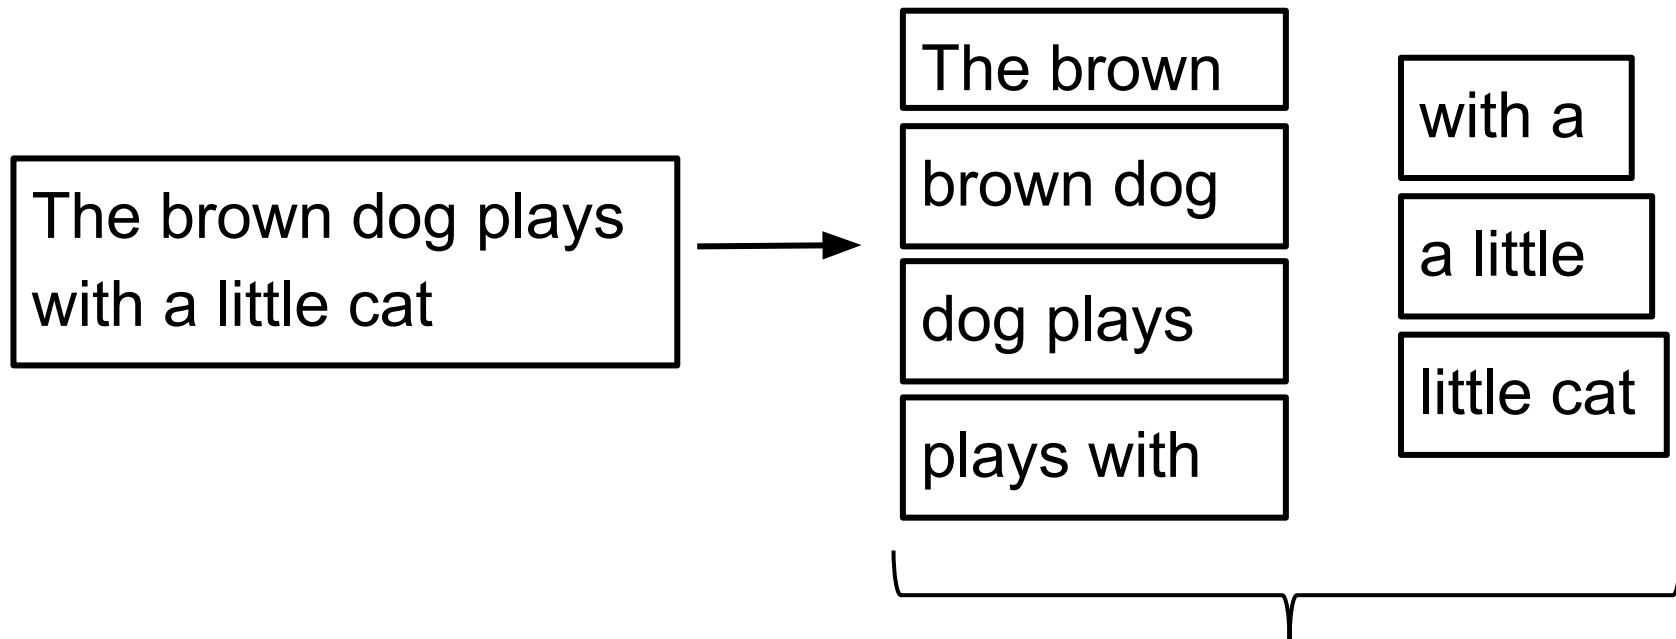 The brown dog plays
with a little cat
The brown
brown dog
dog plays
plays with
with a
a little
little cat